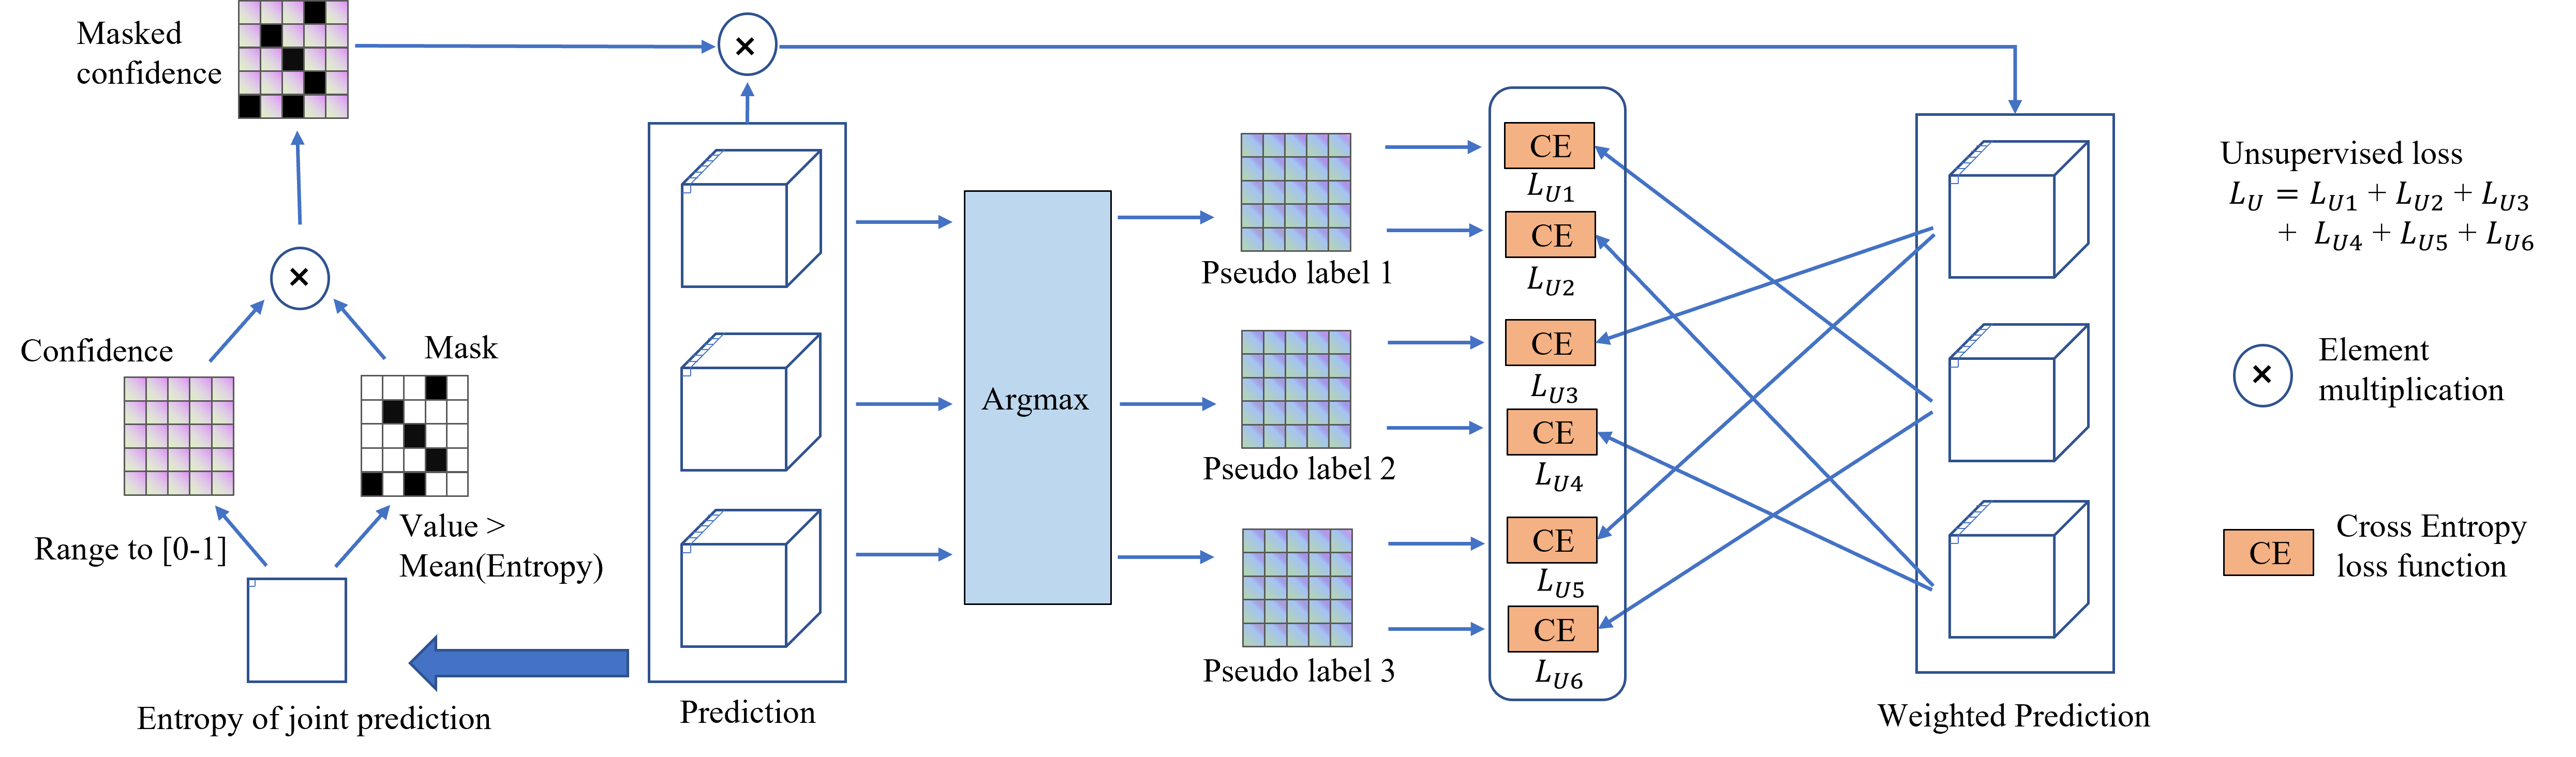 Masked
confidence
×
×
Confidence
Mask
Range to [0-1]
Value >
Mean(Entropy)
Entropy of joint prediction
Prediction
Argmax
Pseudo label 1
Pseudo label 2
Pseudo label 3
CE
L_{U1}
CE
L_{U2}
CE
L_{U3}
CE
L_{U4}
CE
L_{U5}
CE
L_{U6}
Weighted Prediction
Unsupervised loss
L_U = L_{U1} + L_{U2} + L_{U3}
+ L_{U4} + L_{U5} + L_{U6}
×
Element
multiplication
CE
Cross Entropy
loss function